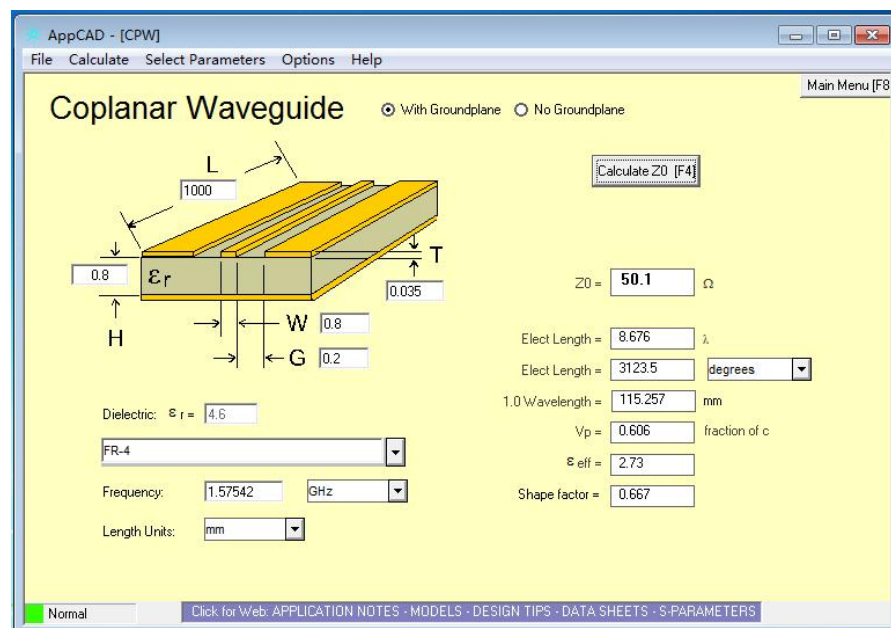 AppCAD - [CPW]
File Calculate Select Parameters Options Help
Main Menu [F8
Coplanar Waveguide
With Groundplane
No Groundplane
L
1000
Calculate Z0 [F4]
T
0.8
εr
0.035
H
W 0.8
G 0.2
Z0 = 50.1 Ω
Elect Length = 8.676 λ
Elect Length = 3123.5 degrees
1.0 Wavelength = 115.257 mm
Vp = 0.606 fraction of c
ε eff = 2.73
Shape factor = 0.667
Dielectric: ε r = 4.6
FR-4
Frequency: 1.57542 GHz
Length Units: mm
Normal
Click for Web: APPLICATION NOTES - MODELS - DESIGN TIPS - DATA SHEETS - S-PARAMETERS